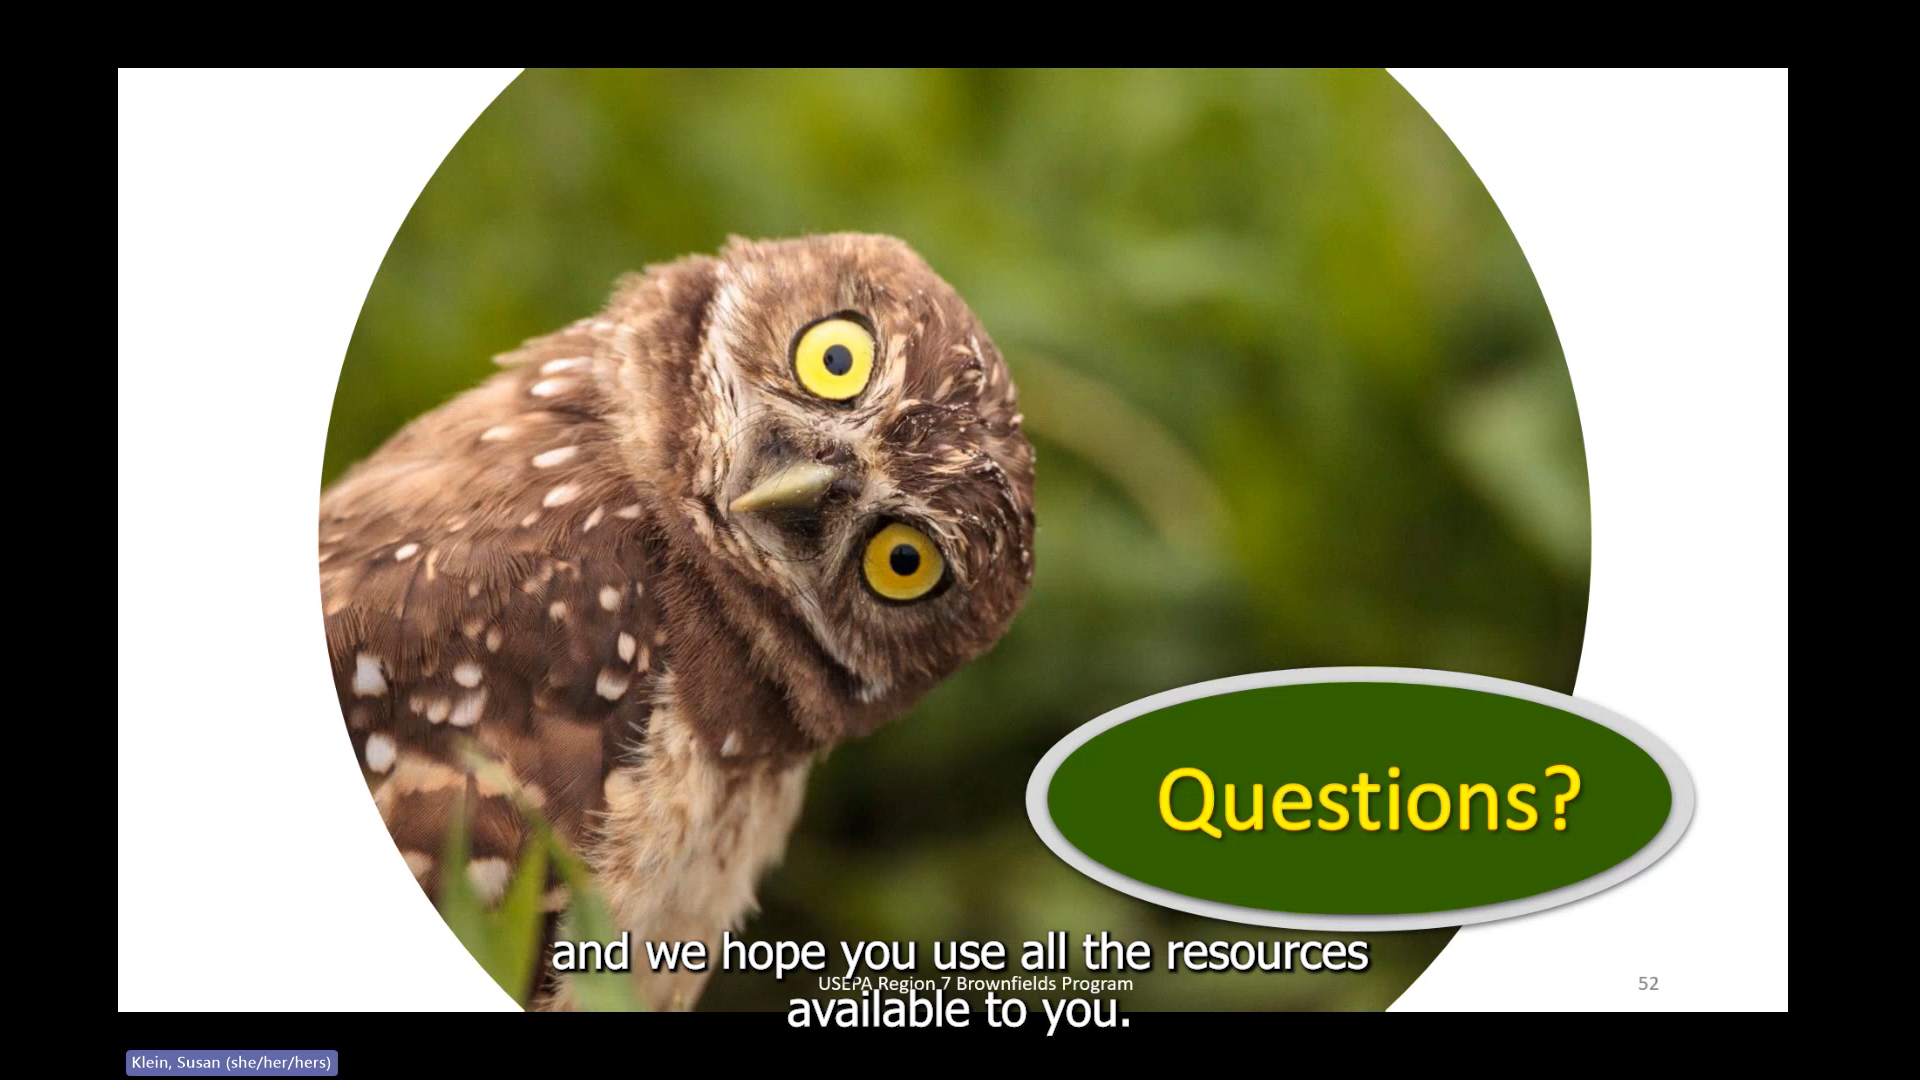 Questions?
and we hope you use all the resources
USEPA Region 7 Brownfields Program
52
available to you.
Klein, Susan (she/her/hers)